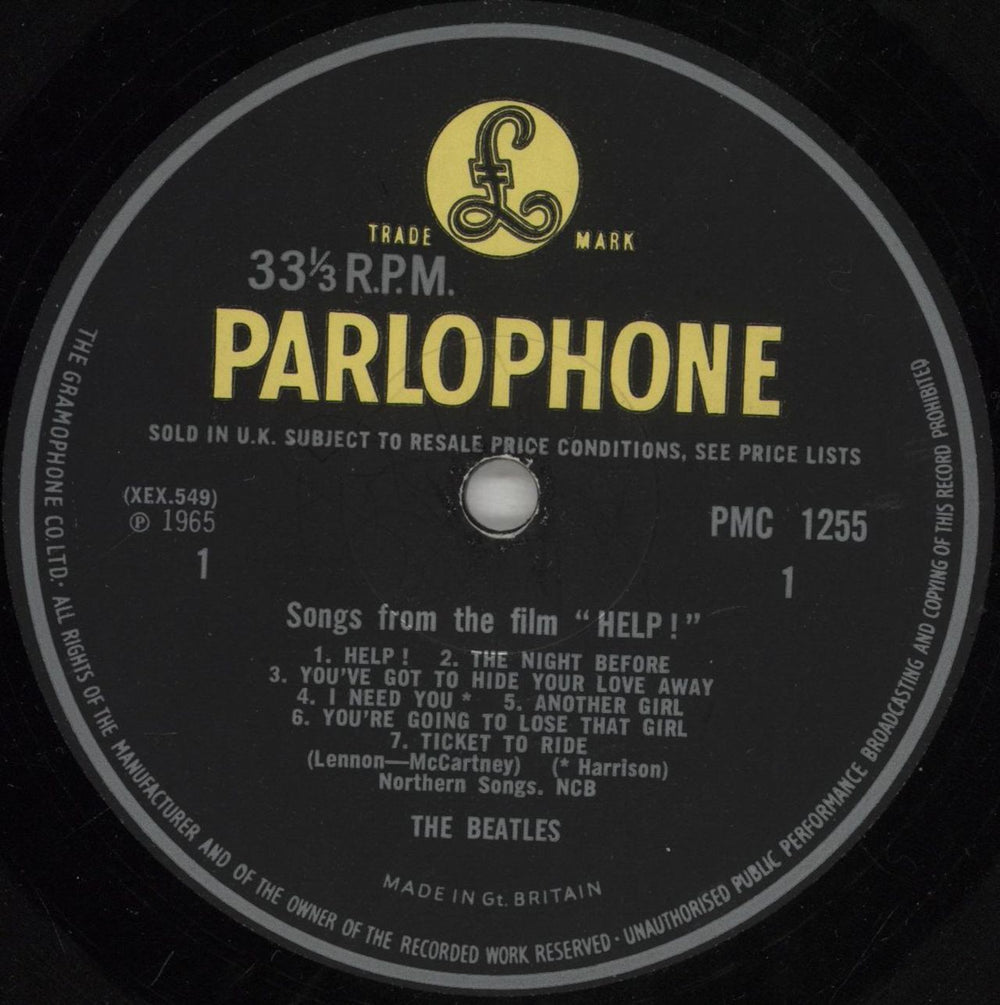 £
TRADE MARK
33⅓ R.P.M.
PARLOPHONE
SOLD IN U.K. SUBJECT TO RESALE PRICE CONDITIONS, SEE PRICE LISTS
(XEX.549)
℗ 1965
PMC 1255
1
1
Songs from the film “HELP!”
1. HELP! 2. THE NIGHT BEFORE
3. YOU'VE GOT TO HIDE YOUR LOVE AWAY
4. I NEED YOU * 5. ANOTHER GIRL
6. YOU'RE GOING TO LOSE THAT GIRL
7. TICKET TO RIDE
(Lennon—McCartney) (* Harrison)
Northern Songs. NCB
THE BEATLES
MADE IN Gt. BRITAIN
THE GRAMOPHONE CO. LTD. · ALL RIGHTS OF THE MANUFACTURER AND OF THE OWNER OF THE RECORDED WORK RESERVED · UNAUTHORISED PUBLIC PERFORMANCE BROADCASTING AND COPYING OF THIS RECORD PROHIBITED